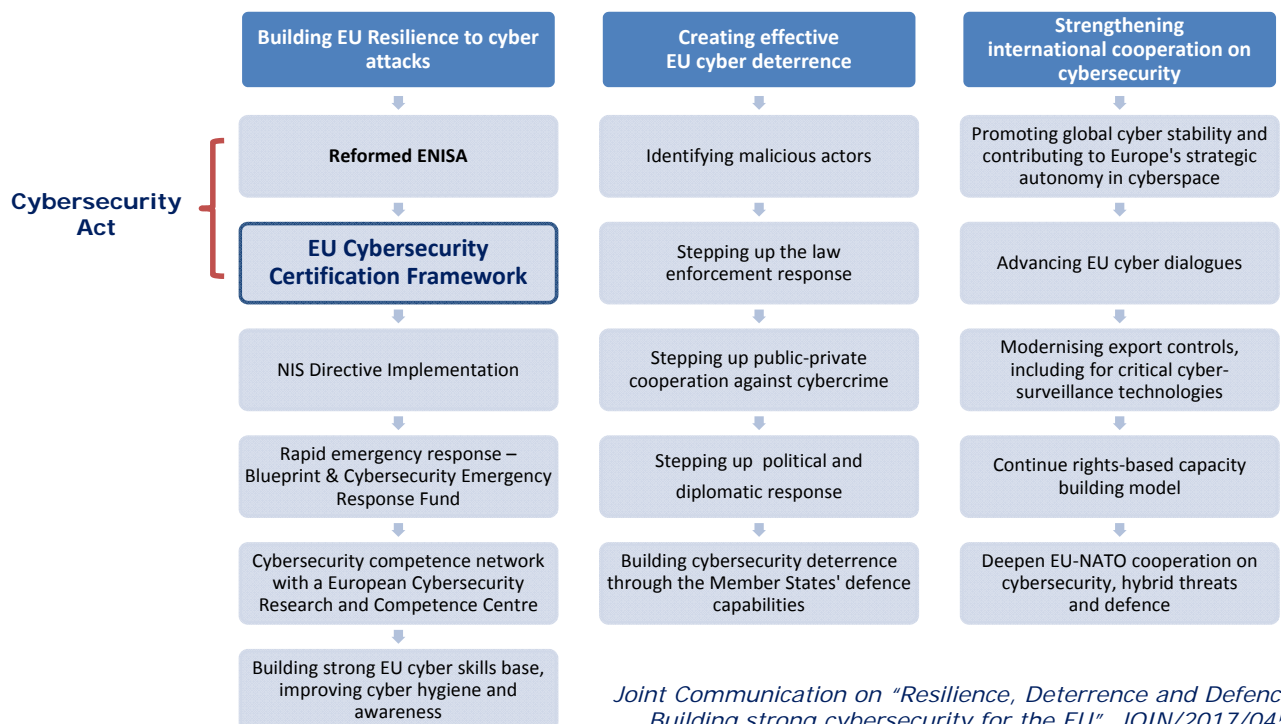 Building EU Resilience to cyber
attacks
Reformed ENISA
EU Cybersecurity
Certification Framework
NIS Directive Implementation
Rapid emergency response –
Blueprint & Cybersecurity Emergency
Response Fund
Cybersecurity competence network
with a European Cybersecurity
Research and Competence Centre
Building strong EU cyber skills base,
improving cyber hygiene and
awareness
Cybersecurity
Act
Creating effective
EU cyber deterrence
Identifying malicious actors
Stepping up the law
enforcement response
Stepping up public-private
cooperation against cybercrime
Stepping up political and
diplomatic response
Building cybersecurity deterrence
through the Member States' defence
capabilities
Strengthening
international cooperation on
cybersecurity
Promoting global cyber stability and
contributing to Europe's strategic
autonomy in cyberspace
Advancing EU cyber dialogues
Modernising export controls,
including for critical cyber-
surveillance technologies
Continue rights-based capacity
building model
Deepen EU-NATO cooperation on
cybersecurity, hybrid threats
and defence
Joint Communication on "Resilience, Deterrence and Defenc
Building strong cybersecurity for the EU", JOIN/2017/04